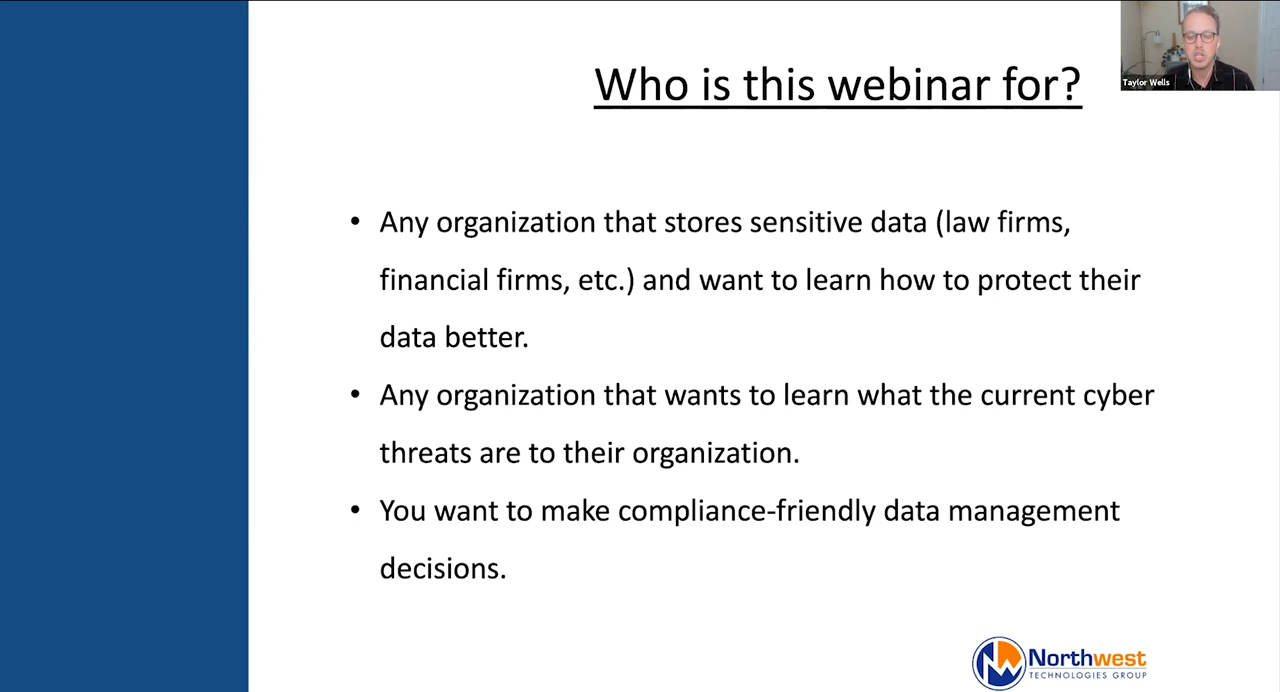 Who is this webinar for?
Taylor Wells
• Any organization that stores sensitive data (law firms,
financial firms, etc.) and want to learn how to protect their
data better.
• Any organization that wants to learn what the current cyber
threats are to their organization.
• You want to make compliance-friendly data management
decisions.
NW
Northwest
TECHNOLOGIES GROUP